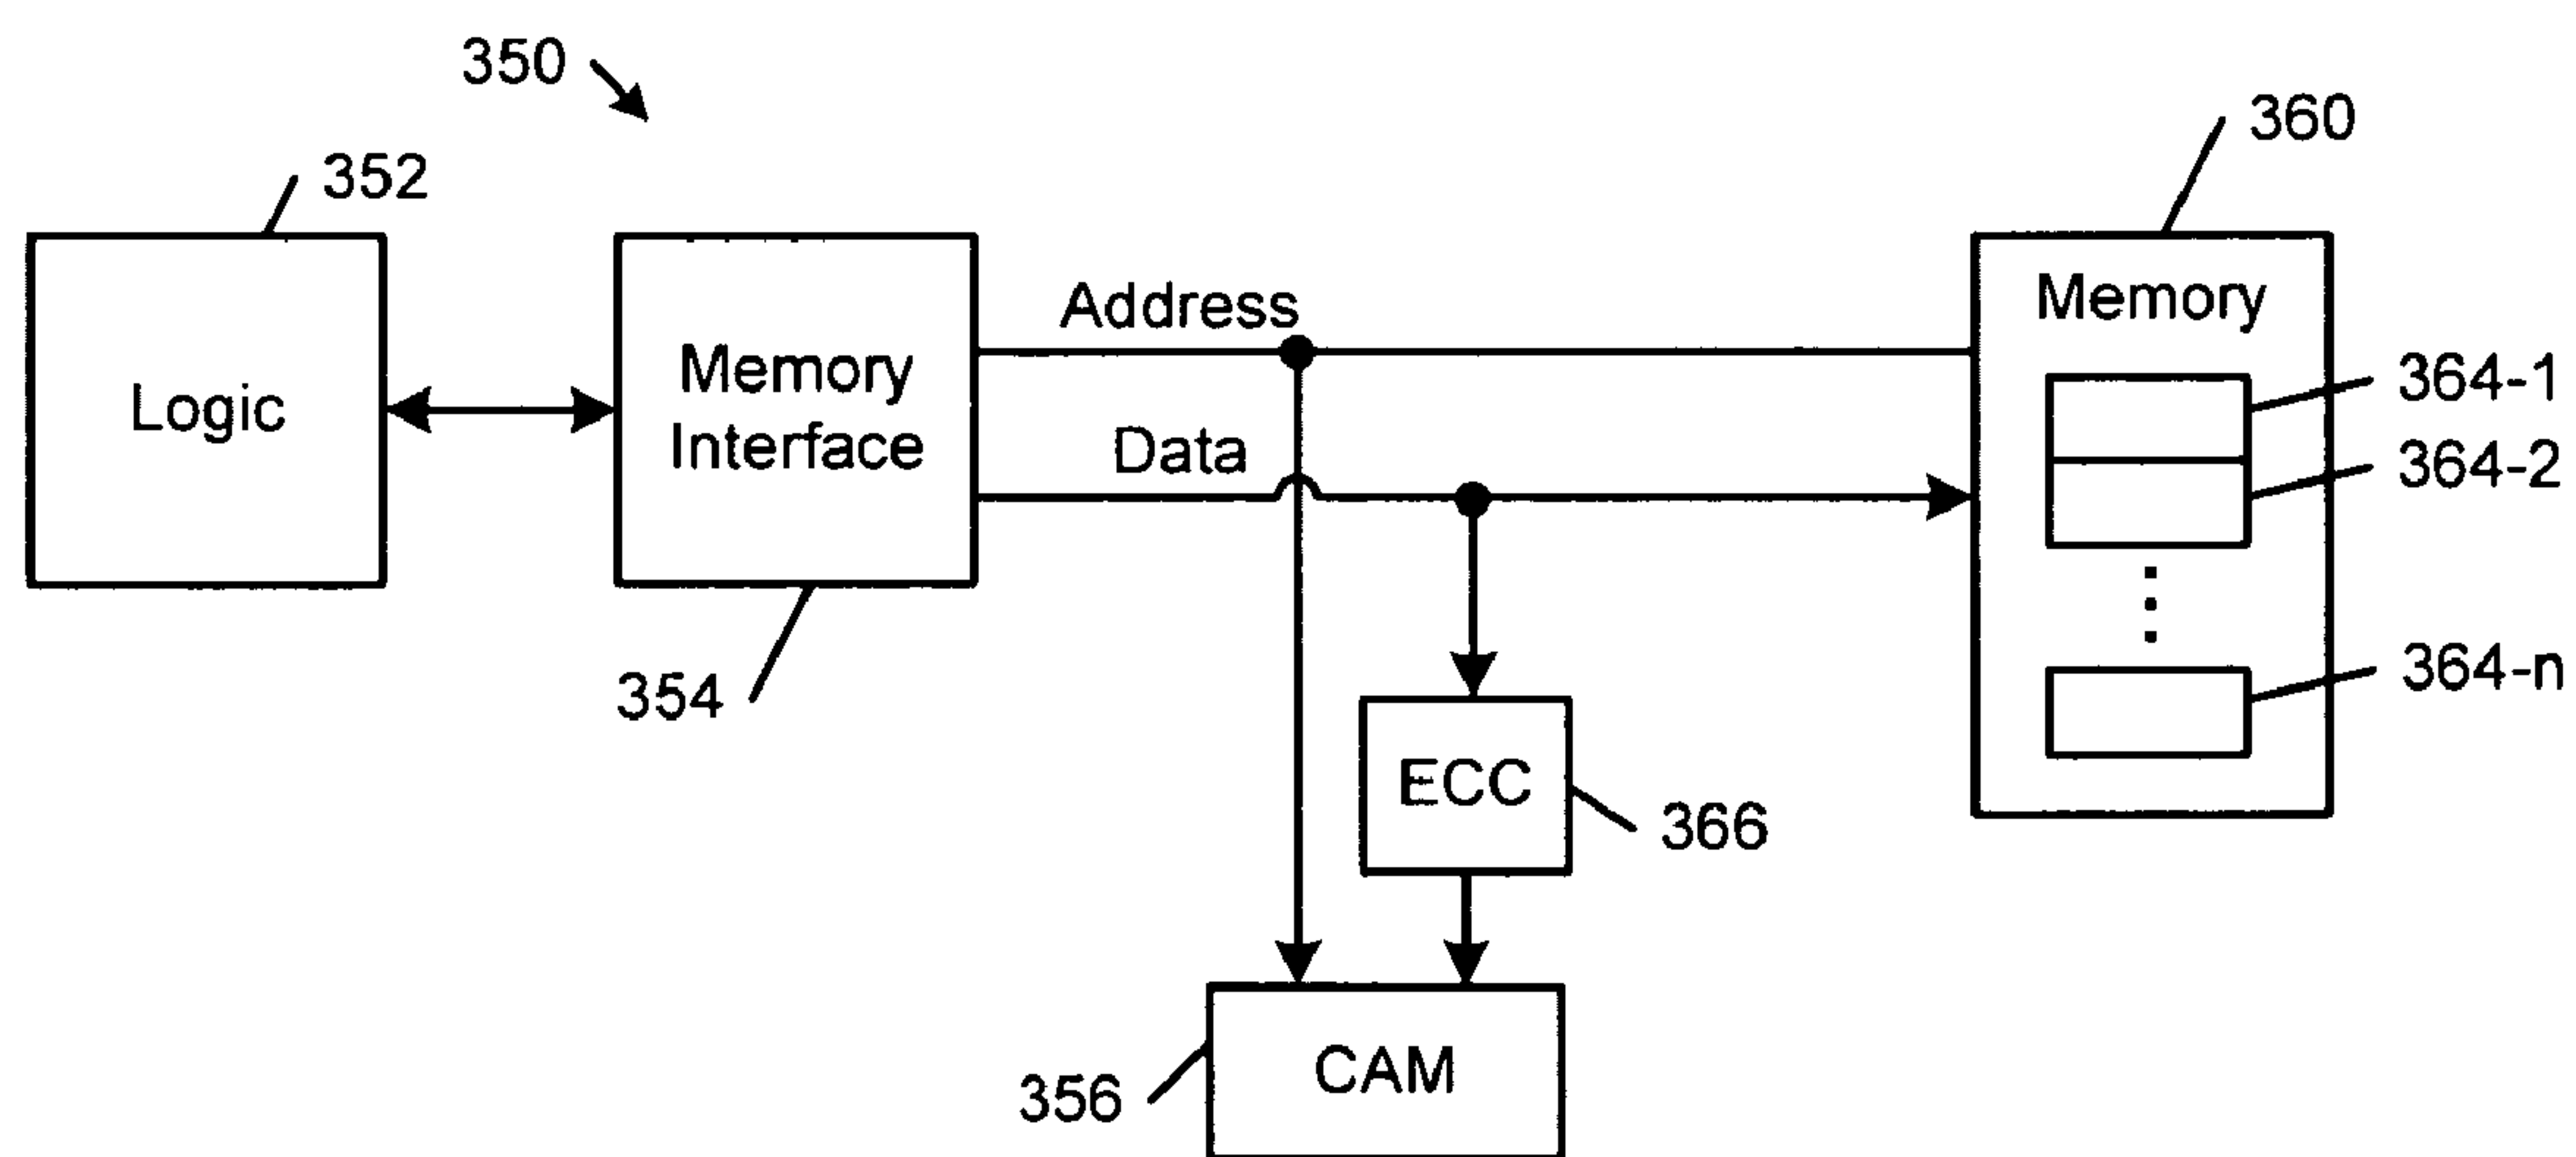 350
352
360
Address
Memory
Logic
Memory
Interface
364-1
Data
364-2
364-n
354
ECC
366
CAM
356